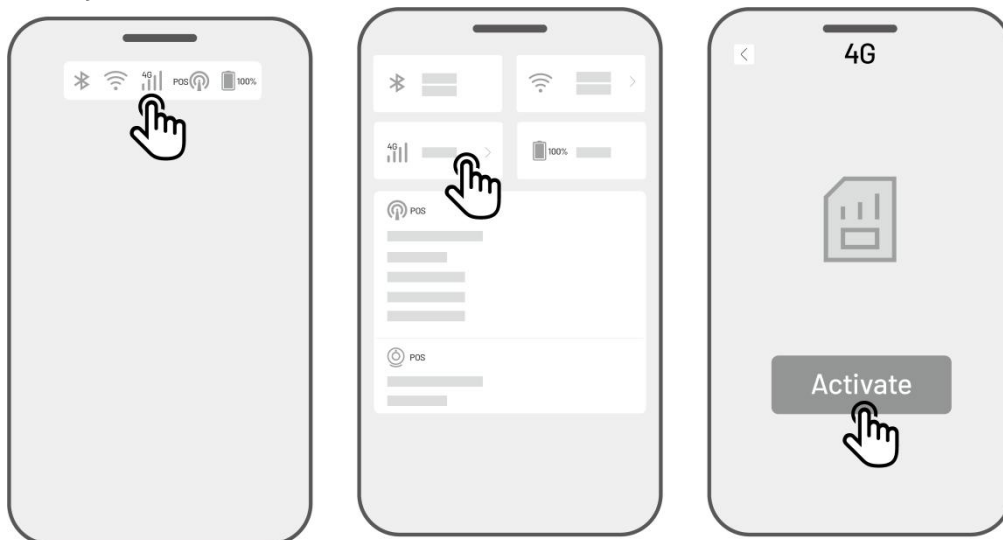 4G POS 100%
4G 100%
POS
POS
4G
Activate